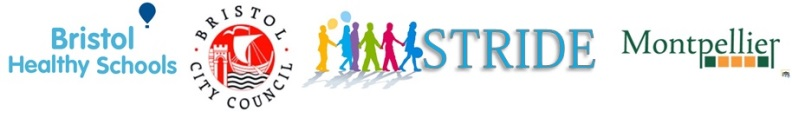 Bristol
Healthy Schools
BRISTOL
CITY COUNCIL
STRIDE
Montpellier